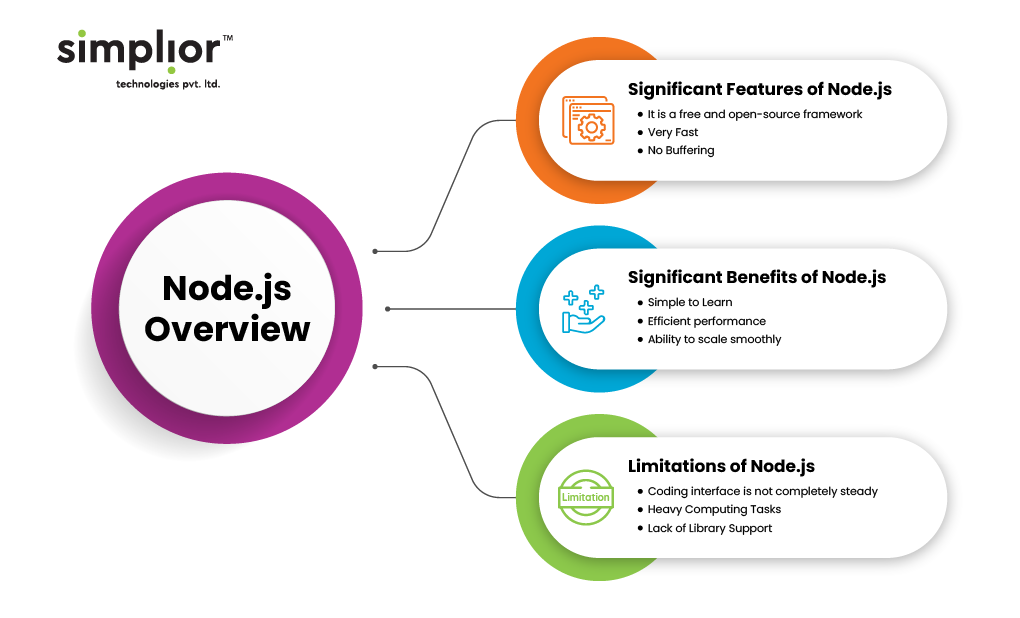 simplior™
technologies pvt. ltd.
Node.js
Overview
Significant Features of Node.js
• It is a free and open-source framework
• Very Fast
• No Buffering
Significant Benefits of Node.js
• Simple to Learn
• Efficient performance
• Ability to scale smoothly
Limitations of Node.js
Limitation
• Coding interface is not completely steady
• Heavy Computing Tasks
• Lack of Library Support